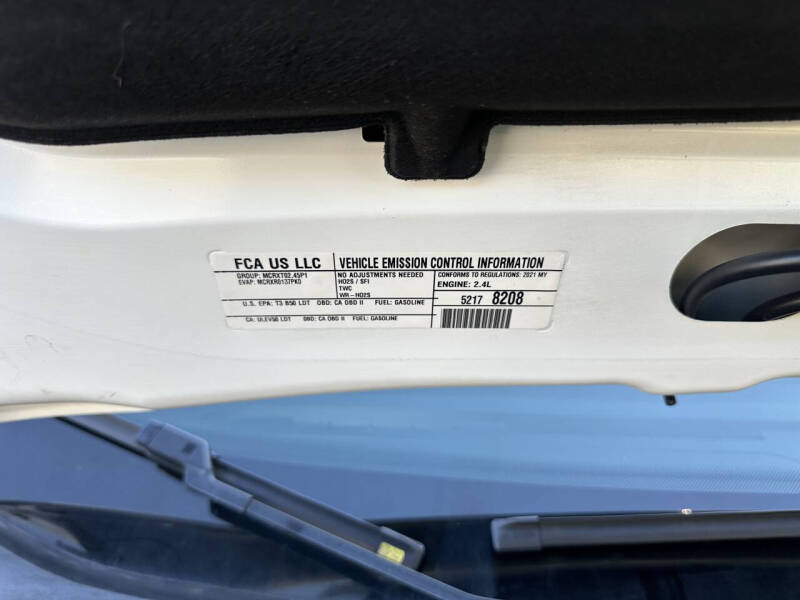 FCA US LLC
VEHICLE EMISSION CONTROL INFORMATION
GROUP: MCRXT02.45P1
EVAP: MCRXR0137PK0
NO ADJUSTMENTS NEEDED
HO2S / SFI
TWC
WR-HO2S
CONFORMS TO REGULATIONS: 2021 MY
ENGINE: 2.4L
U.S. EPA: T3 B50 LDT OBD: CA OBD II FUEL: GASOLINE
5217 8208
CA: ULEV50 LDT OBD: CA OBD II FUEL: GASOLINE